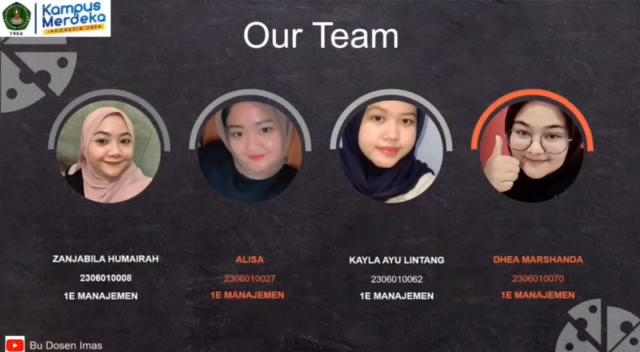 1966
Kampus
Merdeka
INDONESIA JAYA
Our Team
ZANJABILA HUMAIRAH
2306010008
1E MANAJEMEN
ALISA
2306010027
1E MANAJEMEN
KAYLA AYU LINTANG
2306010062
1E MANAJEMEN
DHEA MARSHANDA
2306010070
1E MANAJEMEN
Bu Dosen Imas